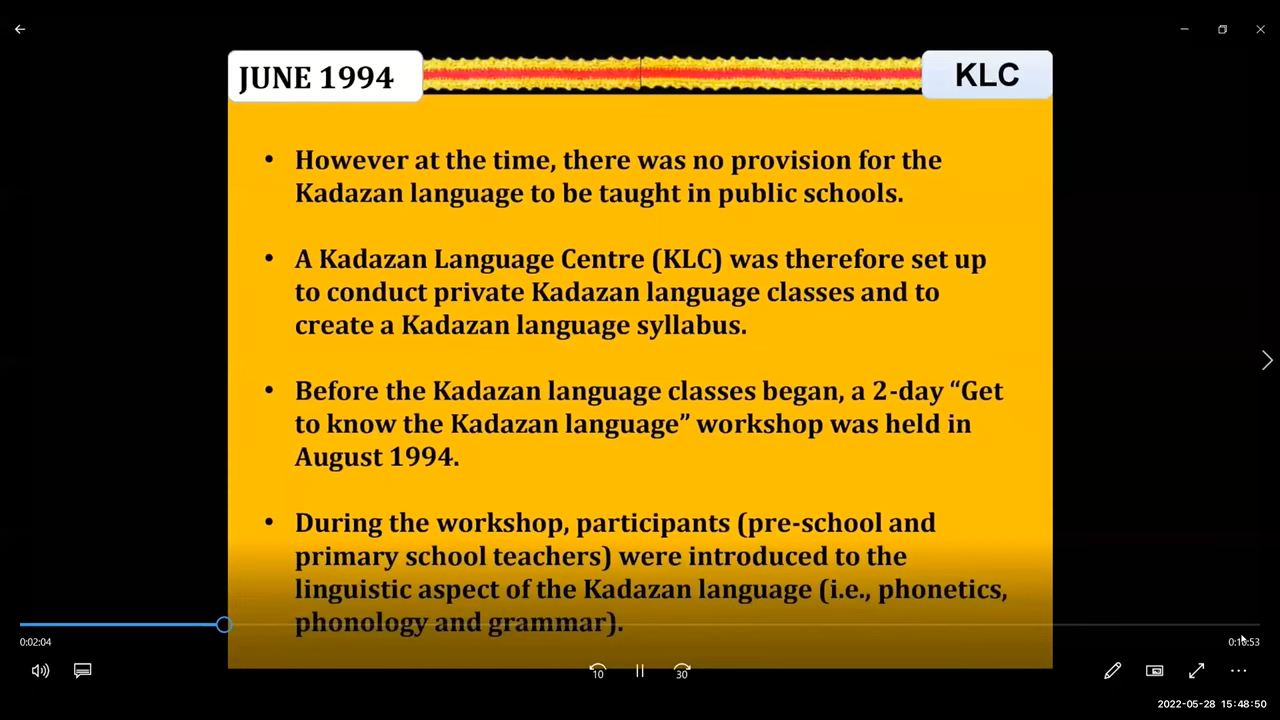 JUNE 1994
KLC
• However at the time, there was no provision for the
Kadazan language to be taught in public schools.
• A Kadazan Language Centre (KLC) was therefore set up
to conduct private Kadazan language classes and to
create a Kadazan language syllabus.
• Before the Kadazan language classes began, a 2-day “Get
to know the Kadazan language” workshop was held in
August 1994.
• During the workshop, participants (pre-school and
primary school teachers) were introduced to the
linguistic aspect of the Kadazan language (i.e., phonetics,
phonology and grammar).
0:02:04
10
30
2022-05-28 15:48:50